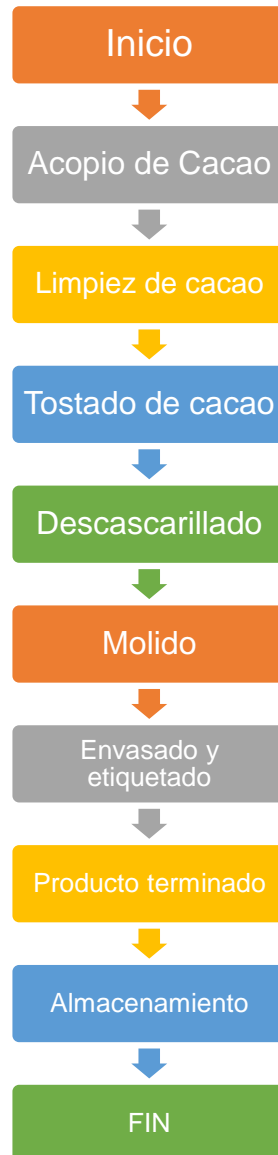 Inicio
Acopio de Cacao
Limpiez de cacao
Tostado de cacao
Descascarillado
Molido
Envasado y
etiquetado
Producto terminado
Almacenamiento
FIN